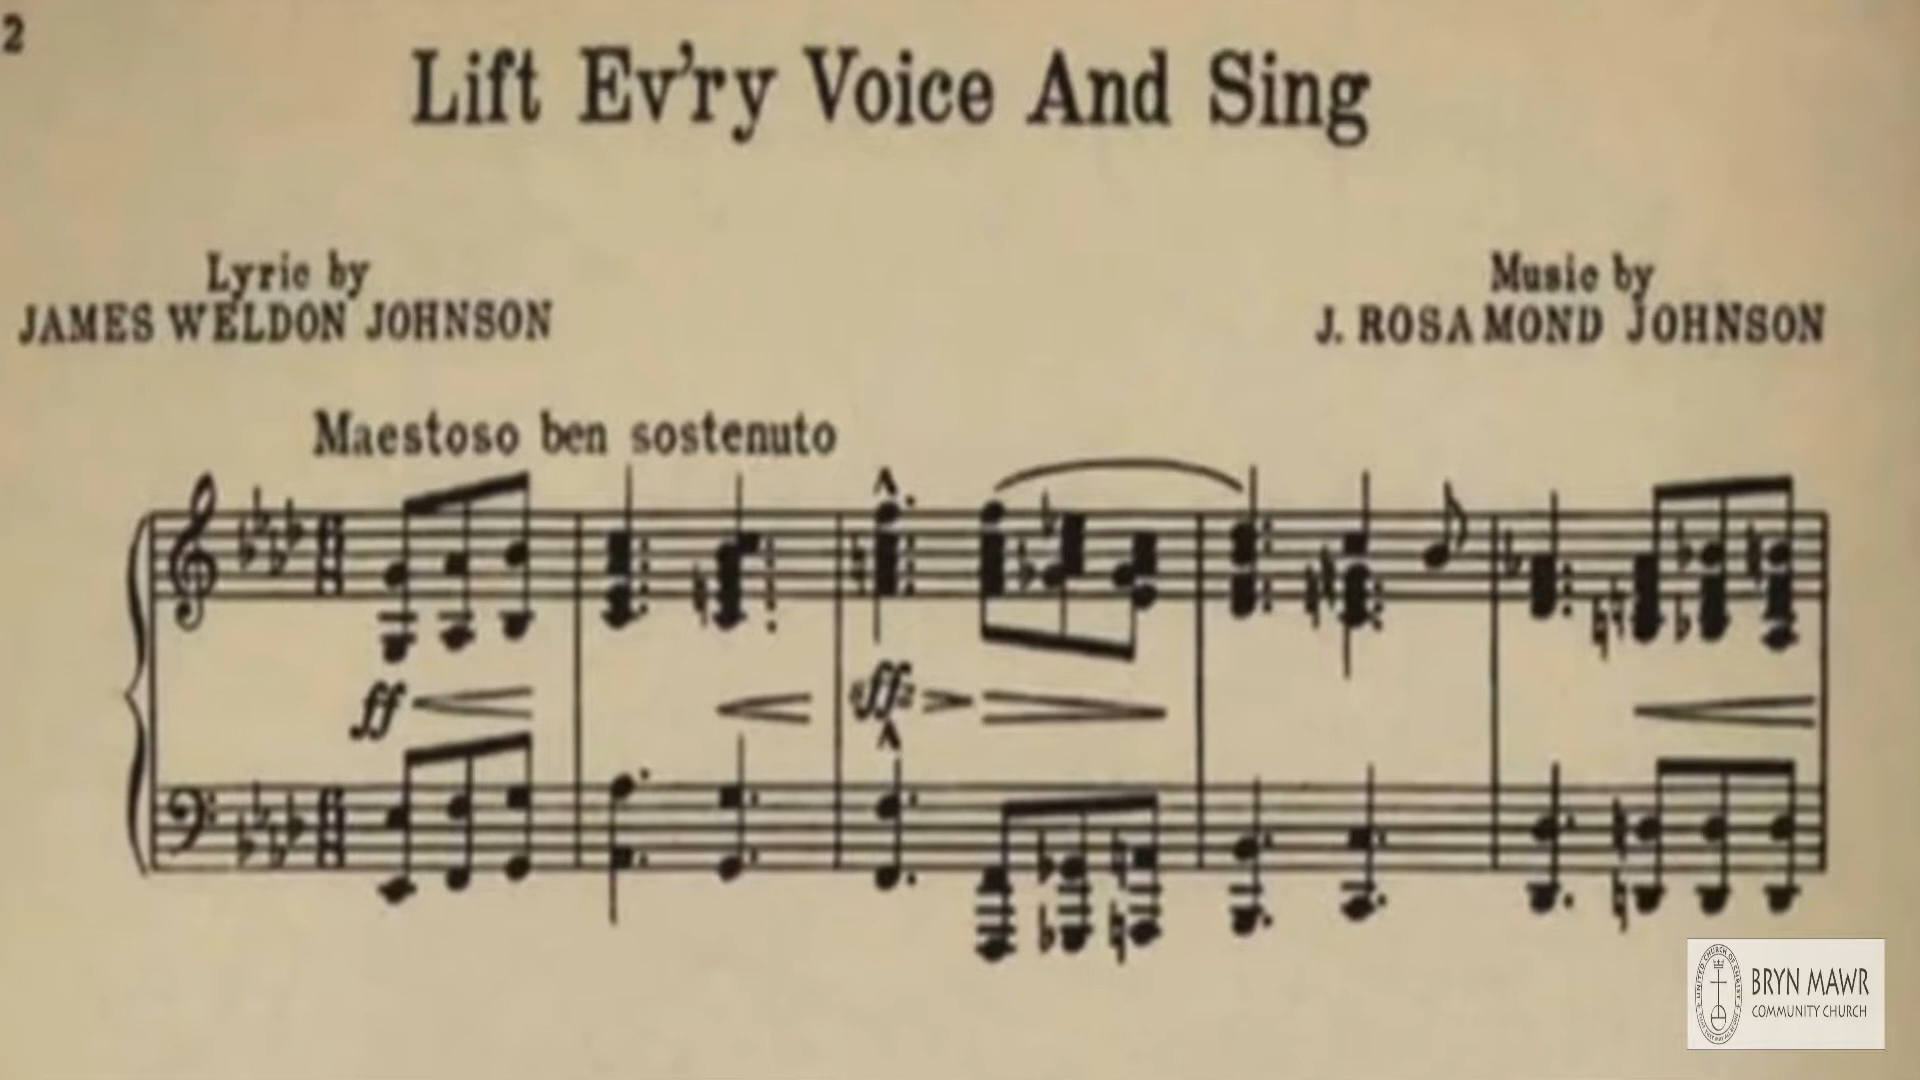 2
Lift Ev'ry Voice And Sing
Lyric by
JAMES WELDON JOHNSON
Music by
J. ROSAMOND JOHNSON
Maestoso ben sostenuto
ff
sffz
BRYN MAWR
COMMUNITY CHURCH